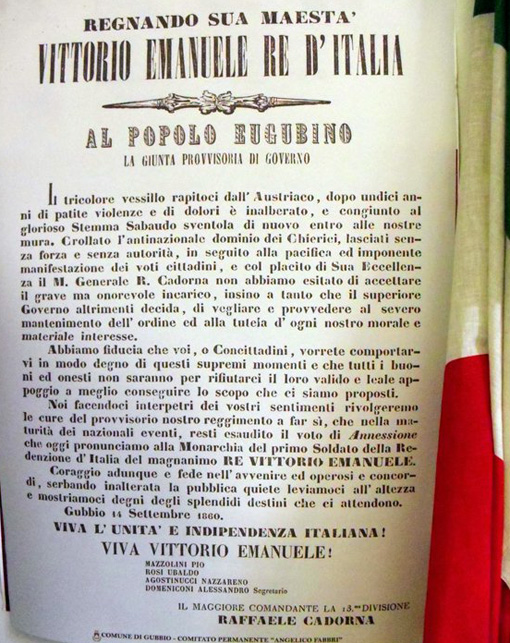 REGNANDO SUA MAESTA'
VITTORIO EMANUELE RE D'ITALIA
AL POPOLO EUGUBINO
LA GIUNTA PROVVISORIA DI GOVERNO
Il tricolore vessillo rapitoci dall'Austriaco, dopo undici an-
ni di patite violenze e di dolori è inalberato, e congiunto al
glorioso Stemma Sabaudo sventola di nuovo entro alle nostre
mura. Crollato l'antinazionale dominio dei Chierici, lasciati sen-
za forza e senza autorità, in seguito alla pacifica ed imponente
manifestazione dei voti cittadini, e col placito di Sua Eccellen-
za il M. Generale R. Cadorna non abbiamo esitato di accettare
il grave ma onorevole incarico, insino a tanto che il superiore
Governo altrimenti decida, di vegliare e provvedere al severo
mantenimento dell'ordine ed alla tutela d'ogni nostro morale e
materiale interesse.
Abbiamo fiducia che voi, o Concittadini, vorrete comportar-
vi in modo degno di questi supremi momenti e che tutti i buo-
ni ed onesti non saranno per rifiutarci il loro valido e leale ap-
poggio a meglio conseguire lo scopo che ci siamo proposti.
Noi facendoci interpetri dei vostri sentimenti rivolgeremo
le cure del provvisorio nostro reggimento a far sì, che nella ma-
turità dei nazionali eventi, resti esaudito il voto di Annessione
che oggi pronunciamo alla Monarchia del primo Soldato della Re-
denzione d'Italia del magnanimo RE VITTORIO EMANUELE.
Coraggio adunque e fede nell'avvenire ed operosi e concor-
di, serbando inalterata la pubblica quiete leviamoci all'altezza
e mostriamoci degni degli splendidi destini che ci attendono.
Gubbio 14 Settembre 1860.
VIVA L'UNITA' E INDIPENDENZA ITALIANA!
VIVA VITTORIO EMANUELE!
MAZZOLINI PIO
ROSI UBALDO
AGOSTINUCCI NAZZARENO
DOMENICONI ALESSANDRO Segretario
IL MAGGIORE COMANDANTE LA 13.ma DIVISIONE
RAFFAELE CADORNA
COMUNE DI GUBBIO - COMITATO PERMANENTE "ANGELICO FABBRI"